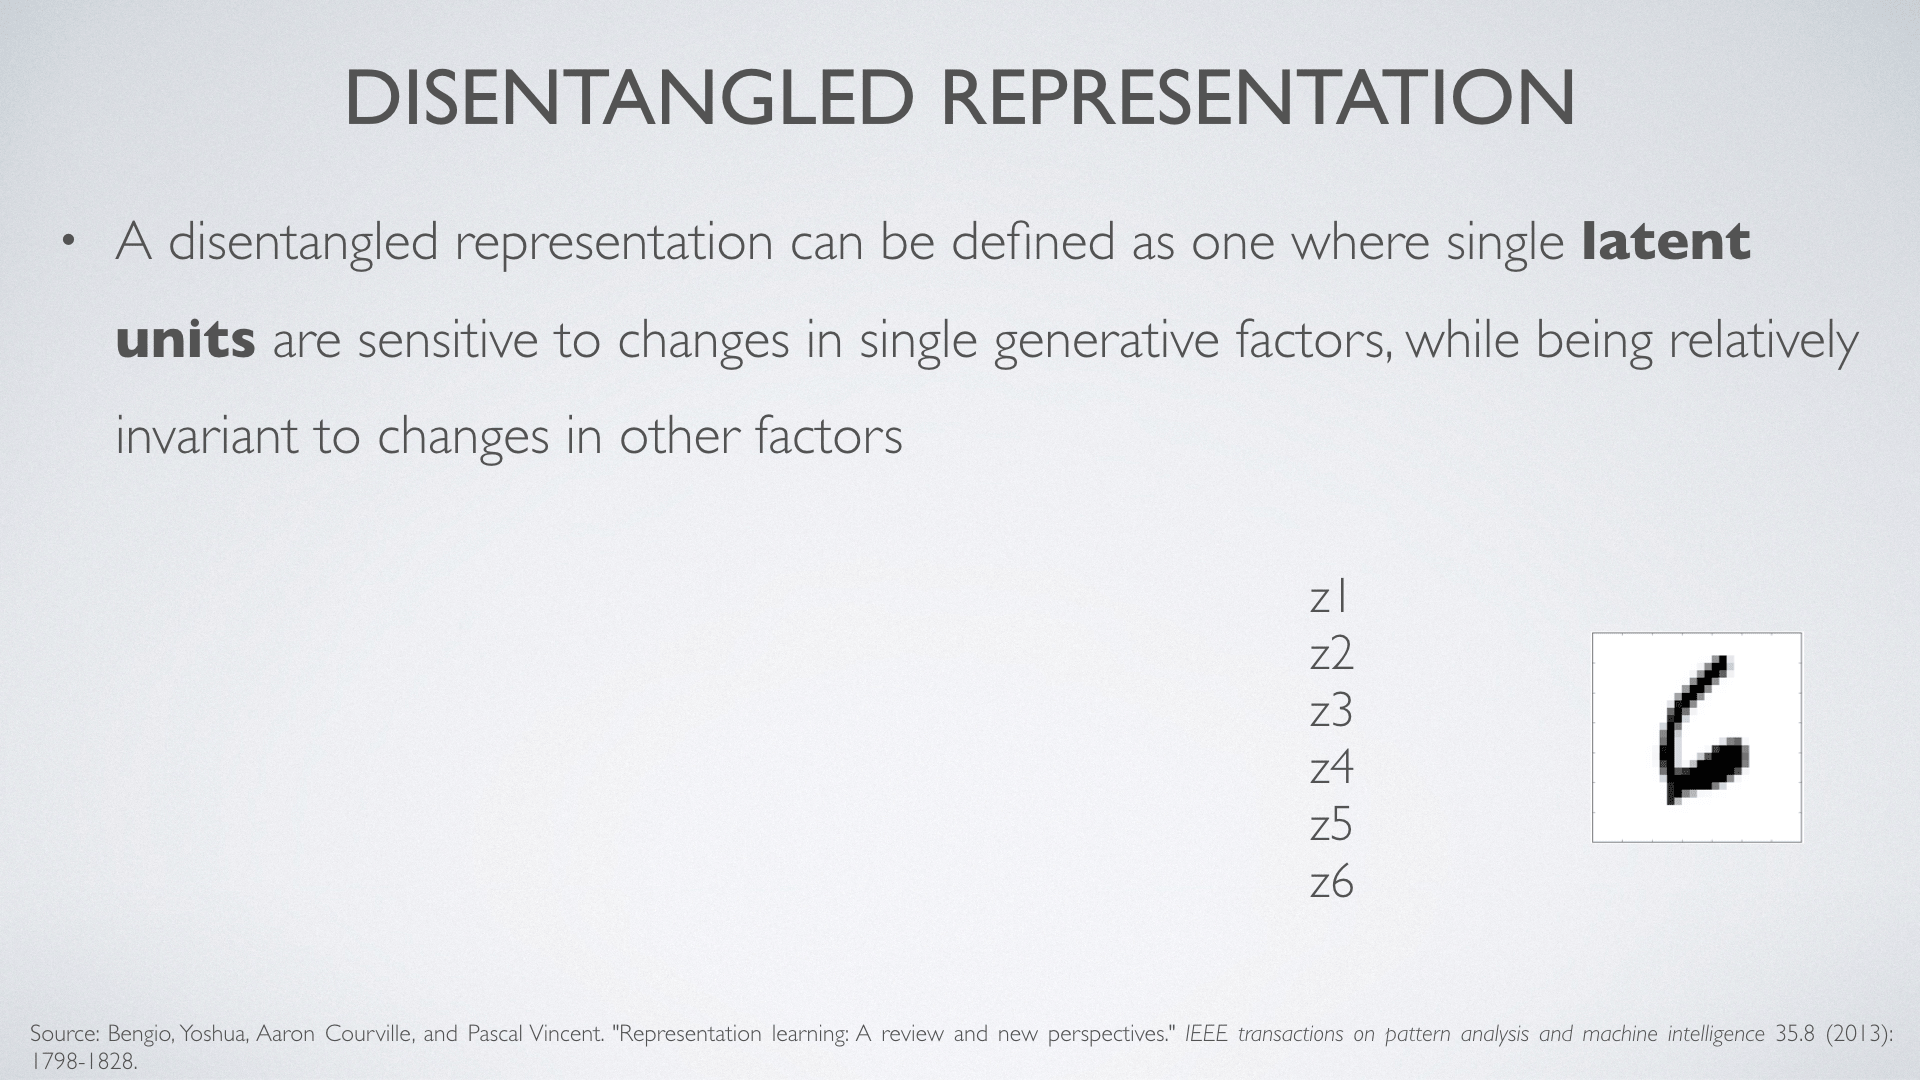 DISENTANGLED REPRESENTATION
• A disentangled representation can be defined as one where single latent
units are sensitive to changes in single generative factors, while being relatively
invariant to changes in other factors
z1
z2
z3
z4
z5
z6
6
Source: Bengio, Yoshua, Aaron Courville, and Pascal Vincent. "Representation learning: A review and new perspectives." IEEE transactions on pattern analysis and machine intelligence 35.8 (2013):
1798-1828.